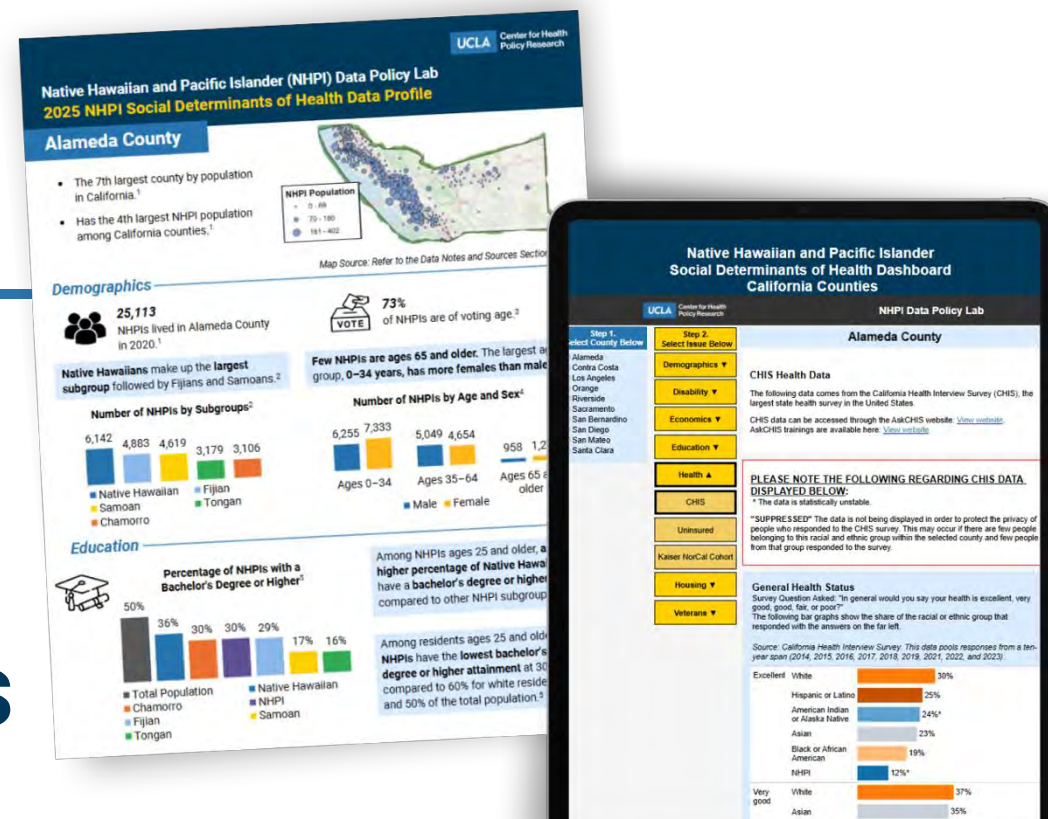 UCLA Center for Health
Policy Research
Native Hawaiian and Pacific Islander (NHPI) Data Policy Lab
2025 NHPI Social Determinants of Health Data Profile
Alameda County
• The 7th largest county by population
in California.¹
• Has the 4th largest NHPI population
among California counties.¹
NHPI Population
0 - 69
70 - 180
181 - 402
Map Source: Refer to the Data Notes and Sources Section
Demographics
25,113
NHPIs lived in Alameda County
in 2020.¹
VOTE
73%
of NHPIs are of voting age.²
Native Hawaiians make up the largest
subgroup followed by Fijians and Samoans.²
Few NHPIs are ages 65 and older. The largest
group, 0–34 years, has more females than
Number of NHPIs by Subgroups²
6,142 4,883 4,619 3,179 3,106
Native Hawaiian Fijian
Samoan Tongan
Chamorro
Number of NHPIs by Age and Sex⁴
6,255 7,333 5,049 4,654 958
Ages 0–34 Ages 35–64 Ages 65
older
Male Female
Education
Percentage of NHPIs with a
Bachelor's Degree or Higher⁵
50% 36% 30% 30% 29% 17% 16%
Total Population Native Hawaiian
Chamorro NHPI
Fijian Samoan
Tongan
Among NHPIs ages 25 and older,
higher percentage of Native
have a bachelor's degree or higher
compared to other NHPI
Among residents ages 25 and
NHPIs have the lowest bachelor's
degree or higher attainment at
compared to 60% for white
and 50% of the total population.⁵
S
Native Hawaiian and Pacific Islander
Social Determinants of Health Dashboard
California Counties
UCLA Center for Health
Policy Research
NHPI Data Policy Lab
Step 1.
Select County Below
Alameda
Contra Costa
Los Angeles
Orange
Riverside
Sacramento
San Bernardino
San Diego
San Mateo
Santa Clara
Step 2.
Select Issue Below
Demographics ▼
Disability ▼
Economics ▼
Education ▼
Health ▲
CHIS
Uninsured
Kaiser NorCal Cohort
Housing ▼
Veterans ▼
Alameda County
CHIS Health Data
The following data comes from the California Health Interview Survey (CHIS), the
largest state health survey in the United States.
CHIS data can be accessed through the AskCHIS website: View website.
AskCHIS trainings are available here: View website
PLEASE NOTE THE FOLLOWING REGARDING CHIS DATA
DISPLAYED BELOW:
* The data is statistically unstable.
"SUPPRESSED" The data is not being displayed in order to protect the privacy of
people who responded to the CHIS survey. This may occur if there are few people
belonging to this racial and ethnic group within the selected county and few people
from that group responded to the survey.
General Health Status
Survey Question Asked: "In general would you say your health is excellent, very
good, good, fair, or poor?"
The following bar graphs show the share of the racial or ethnic group that
responded with the answers on the far left.
Source: California Health Interview Survey. This data pools responses from a ten-
year span (2014, 2015, 2016, 2017, 2018, 2019, 2021, 2022, and 2023).
Excellent White 30%
Hispanic or Latino 25%
American Indian
or Alaska Native 24%*
Asian 23%
Black or African
American 19%
NHPI 12%*
Very
good White 37%
Asian 35%